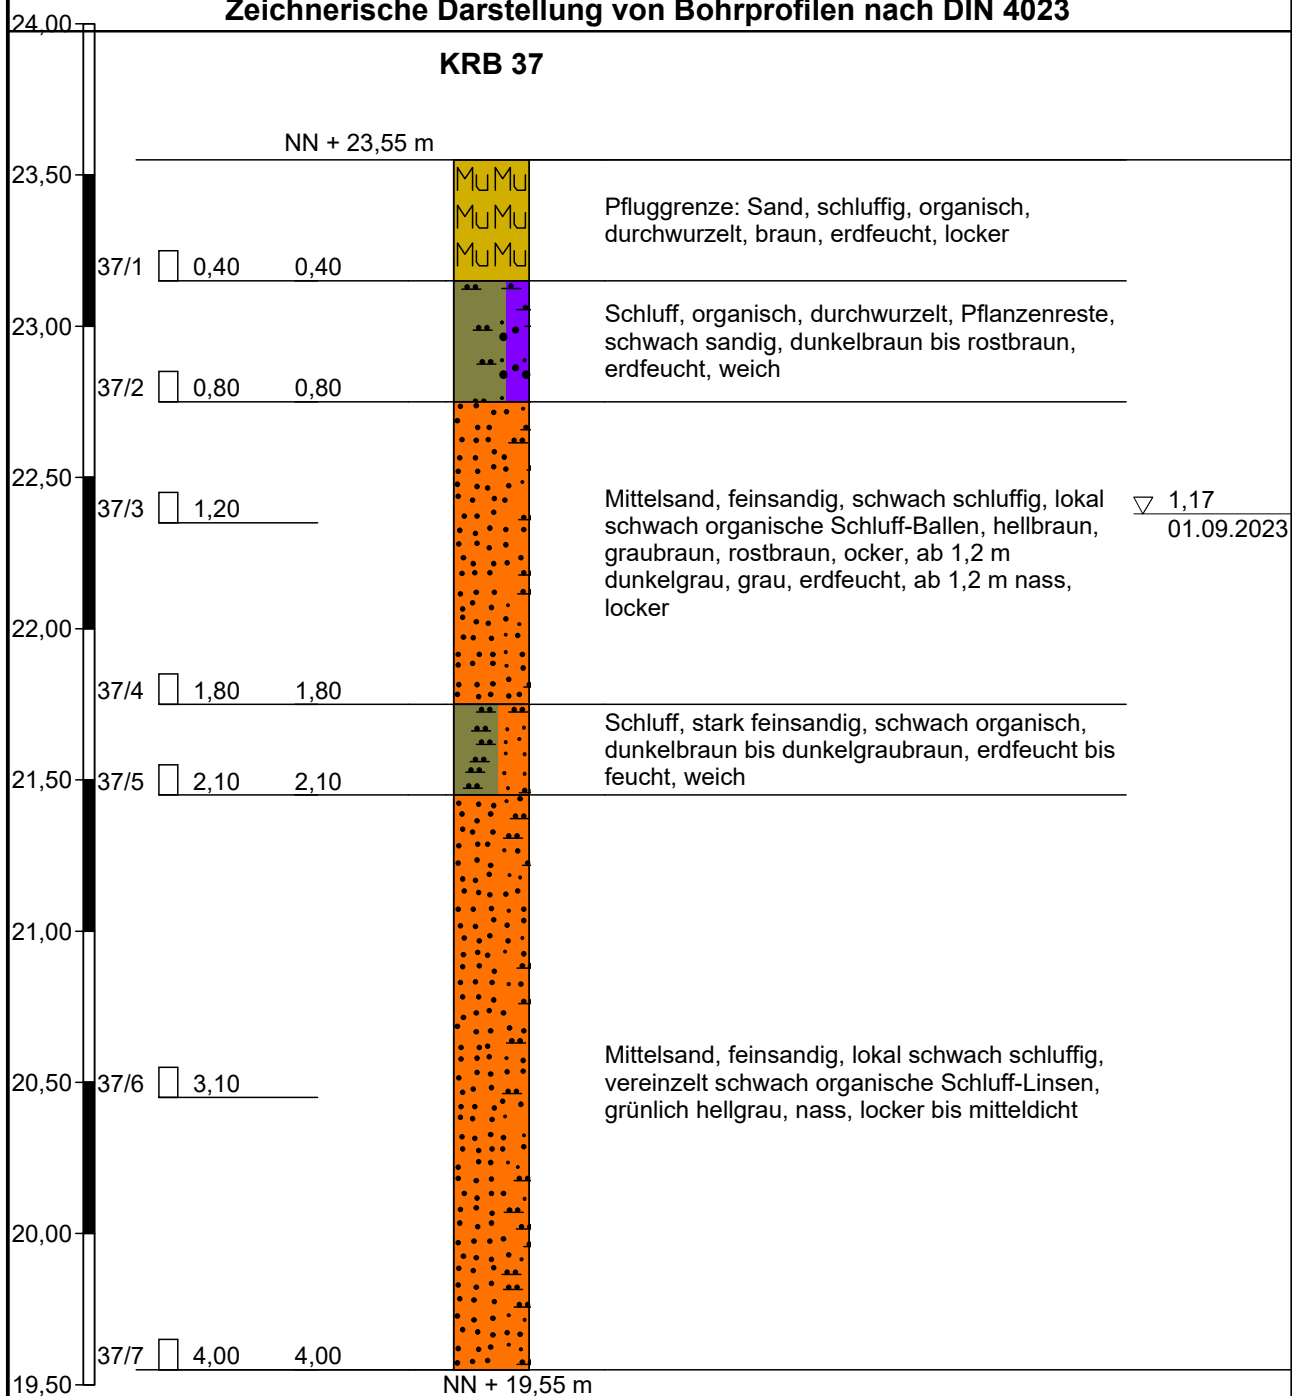 Zeichnerische Darstellung von Bohrprofilen nach DIN 4023
24,00
KRB 37
NN + 23,55 m
23,50
MuMu
MuMu
MuMu
Pfluggrenze: Sand, schluffig, organisch,
durchwurzelt, braun, erdfeucht, locker
37/1 0,40 0,40
23,00
Schluff, organisch, durchwurzelt, Pflanzenreste,
schwach sandig, dunkelbraun bis rostbraun,
erdfeucht, weich
37/2 0,80 0,80
22,50
37/3 1,20
Mittelsand, feinsandig, schwach schluffig, lokal
schwach organische Schluff-Ballen, hellbraun,
graubraun, rostbraun, ocker, ab 1,2 m
dunkelgrau, grau, erdfeucht, ab 1,2 m nass,
locker
1,17
01.09.2023
22,00
37/4 1,80 1,80
Schluff, stark feinsandig, schwach organisch,
dunkelbraun bis dunkelgraubraun, erdfeucht bis
feucht, weich
21,50
37/5 2,10 2,10
21,00
Mittelsand, feinsandig, lokal schwach schluffig,
vereinzelt schwach organische Schluff-Linsen,
grünlich hellgrau, nass, locker bis mitteldicht
20,50
37/6 3,10
20,00
37/7 4,00 4,00
19,50
NN + 19,55 m